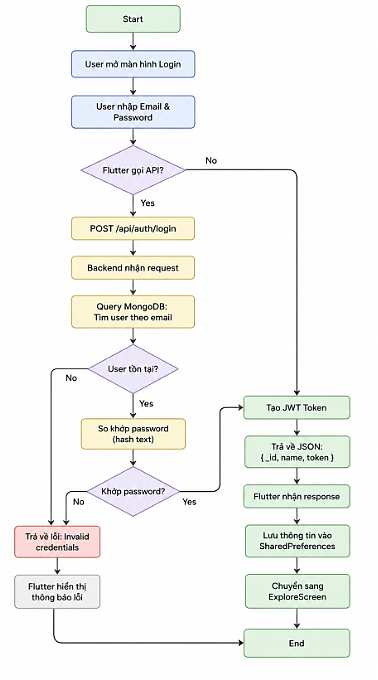 Start
User mở màn hình Login
User nhập Email &
Password
Flutter gọi API?
No
Yes
POST /api/auth/login
Backend nhận request
Query MongoDB:
Tìm user theo email
User tồn tại?
No
Yes
So khớp password
(hash text)
Khớp password?
No
Yes
Trả về lỗi: Invalid
credentials
Flutter hiển thị
thông báo lỗi
Tạo JWT Token
Trả về JSON:
{ _id, name, token }
Flutter nhận response
Lưu thông tin vào
SharedPreferences
Chuyển sang
ExploreScreen
End